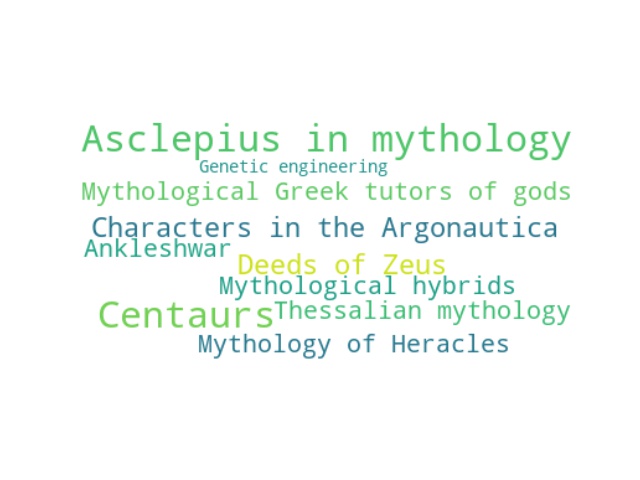 Asclepius in mythology
Genetic engineering
Mythological Greek tutors of gods
Characters in the Argonautica
Ankleshwar
Deeds of Zeus
Mythological hybrids
Centaurs
Thessalian mythology
Mythology of Heracles